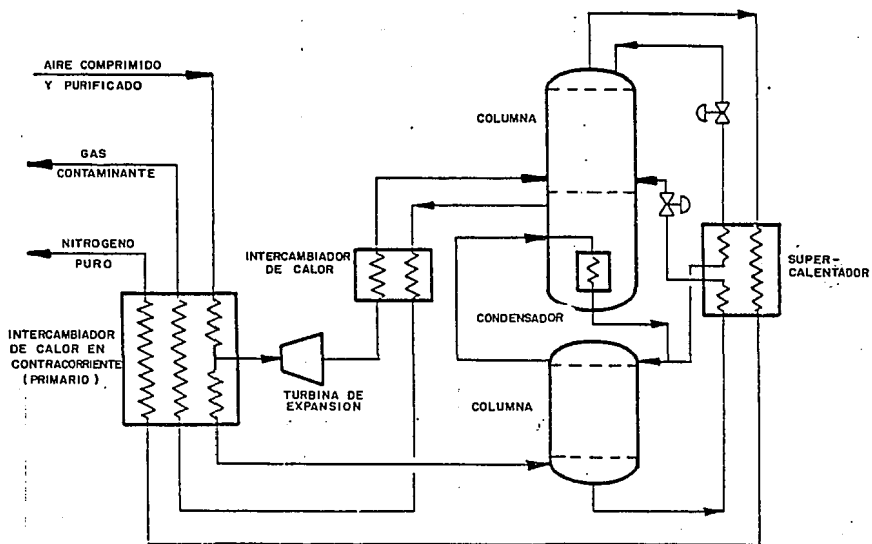 AIRE COMPRIMIDO
Y PURIFICADO
GAS
CONTAMINANTE
NITROGENO
PURO
INTERCAMBIADOR
DE CALOR EN
CONTRACORRIENTE
(PRIMARIO)
TURBINA DE
EXPANSION
INTERCAMBIADOR
DE CALOR
COLUMNA
CONDENSADOR
COLUMNA
SUPER-
CALENTADOR